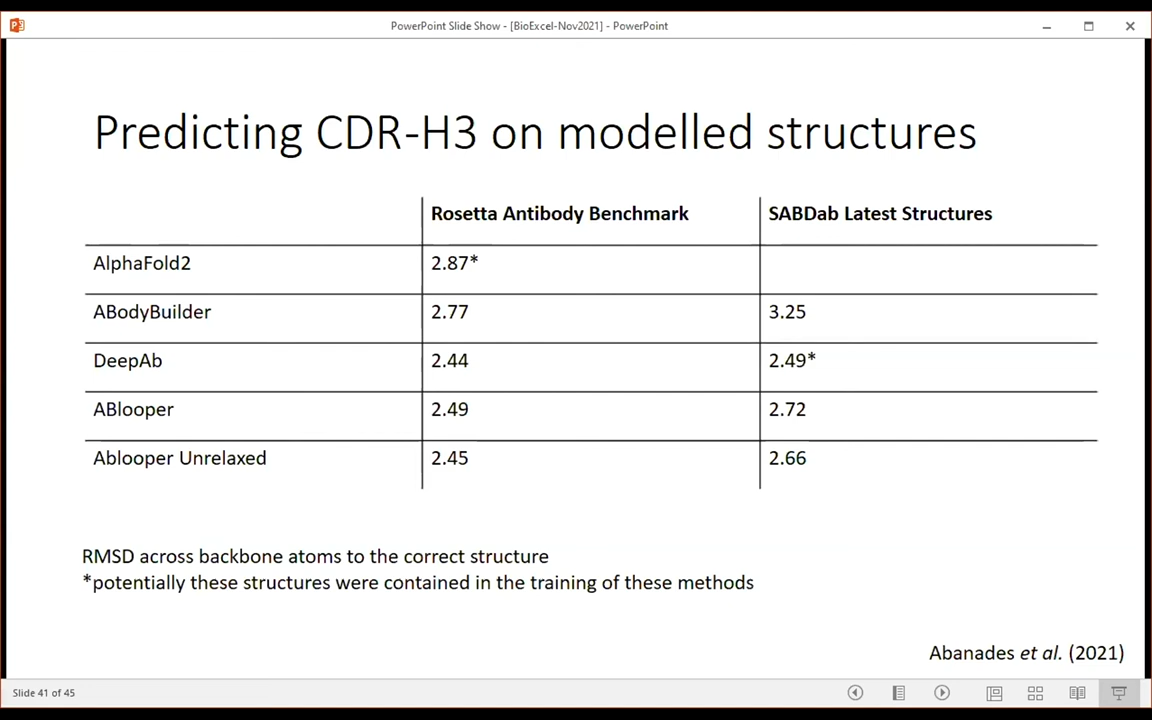 PowerPoint Slide Show - [BioExcel-Nov2021] - PowerPoint
Predicting CDR-H3 on modelled structures
Rosetta Antibody Benchmark SABDab Latest Structures
AlphaFold2 2.87*
ABodyBuilder 2.77 3.25
DeepAb 2.44 2.49*
ABlooper 2.49 2.72
Ablooper Unrelaxed 2.45 2.66
RMSD across backbone atoms to the correct structure
*potentially these structures were contained in the training of these methods
Abanades et al. (2021)
Slide 41 of 45